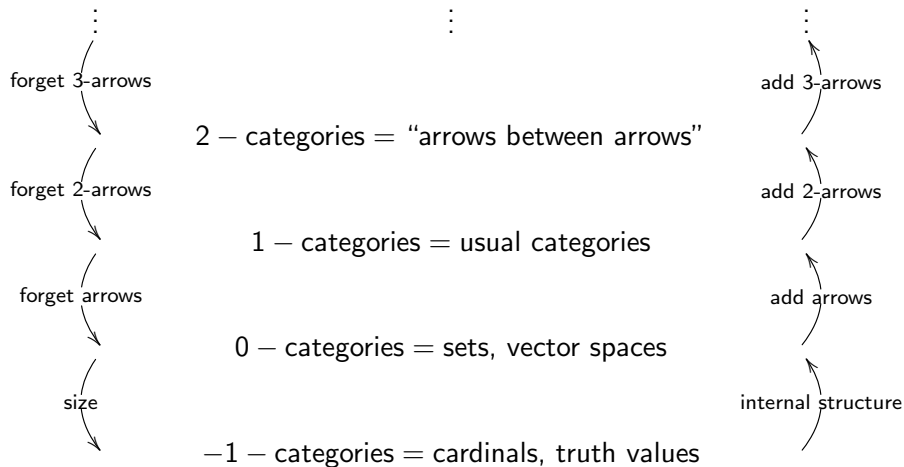 ⋮ ⋮ ⋮
forget 3-arrows add 3-arrows
2 − categories = “arrows between arrows”
forget 2-arrows add 2-arrows
1 − categories = usual categories
forget arrows add arrows
0 − categories = sets, vector spaces
size internal structure
−1 − categories = cardinals, truth values